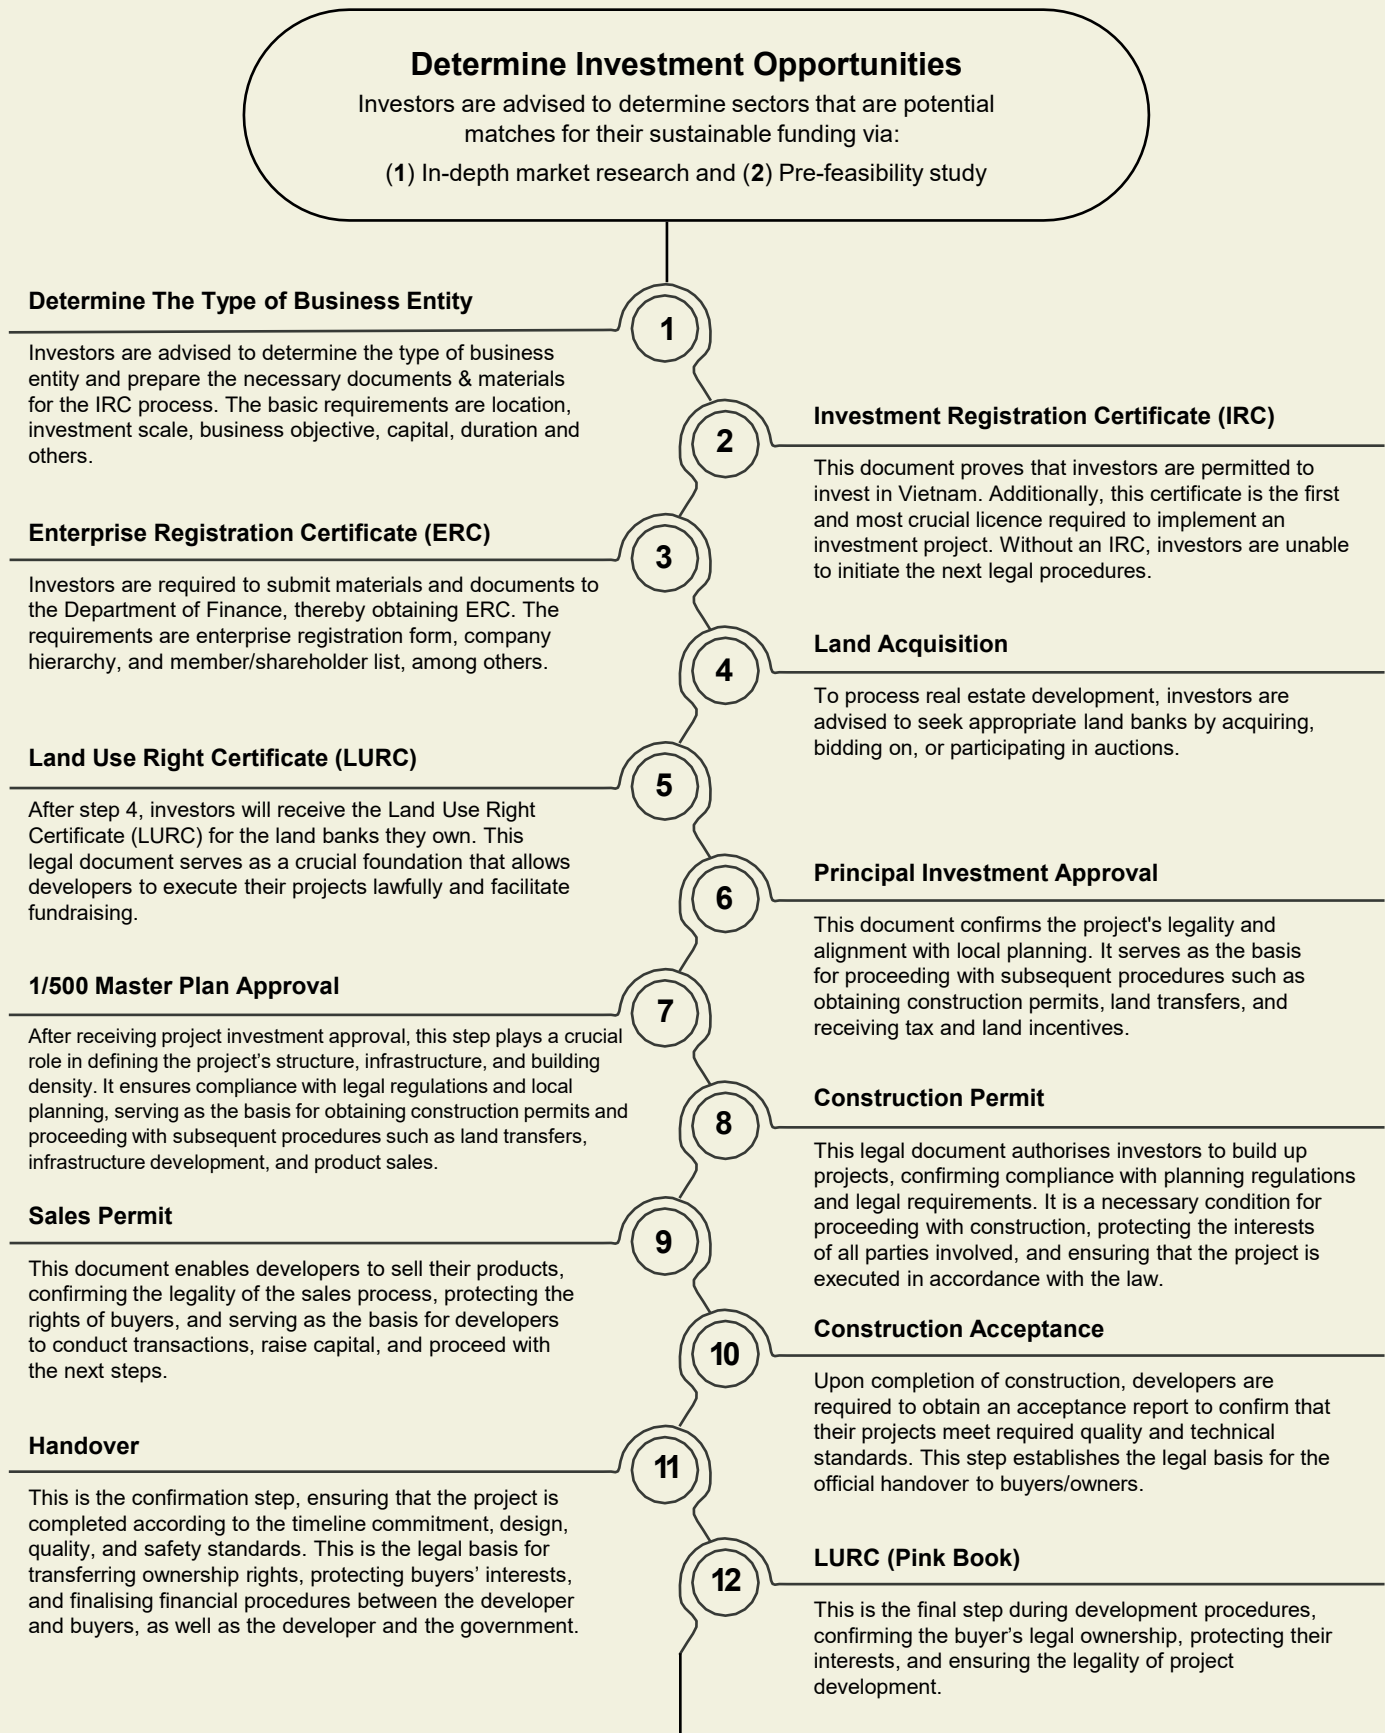 Determine Investment Opportunities
Investors are advised to determine sectors that are potential
matches for their sustainable funding via:
(1) In-depth market research and (2) Pre-feasibility study
1
Determine The Type of Business Entity
Investors are advised to determine the type of business
entity and prepare the necessary documents & materials
for the IRC process. The basic requirements are location,
investment scale, business objective, capital, duration and
others.
2
Investment Registration Certificate (IRC)
This document proves that investors are permitted to
invest in Vietnam. Additionally, this certificate is the first
and most crucial licence required to implement an
investment project. Without an IRC, investors are unable
to initiate the next legal procedures.
3
Enterprise Registration Certificate (ERC)
Investors are required to submit materials and documents to
the Department of Finance, thereby obtaining ERC. The
requirements are enterprise registration form, company
hierarchy, and member/shareholder list, among others.
4
Land Acquisition
To process real estate development, investors are
advised to seek appropriate land banks by acquiring,
bidding on, or participating in auctions.
5
Land Use Right Certificate (LURC)
After step 4, investors will receive the Land Use Right
Certificate (LURC) for the land banks they own. This
legal document serves as a crucial foundation that allows
developers to execute their projects lawfully and facilitate
fundraising.
6
Principal Investment Approval
This document confirms the project's legality and
alignment with local planning. It serves as the basis
for proceeding with subsequent procedures such as
obtaining construction permits, land transfers, and
receiving tax and land incentives.
7
1/500 Master Plan Approval
After receiving project investment approval, this step plays a crucial
role in defining the project's structure, infrastructure, and building
density. It ensures compliance with legal regulations and local
planning, serving as the basis for obtaining construction permits and
proceeding with subsequent procedures such as land transfers,
infrastructure development, and product sales.
8
Construction Permit
This legal document authorises investors to build up
projects, confirming compliance with planning regulations
and legal requirements. It is a necessary condition for
proceeding with construction, protecting the interests
of all parties involved, and ensuring that the project is
executed in accordance with the law.
9
Sales Permit
This document enables developers to sell their products,
confirming the legality of the sales process, protecting the
rights of buyers, and serving as the basis for developers
to conduct transactions, raise capital, and proceed with
the next steps.
10
Construction Acceptance
Upon completion of construction, developers are
required to obtain an acceptance report to confirm that
their projects meet required quality and technical
standards. This step establishes the legal basis for the
official handover to buyers/owners.
11
Handover
This is the confirmation step, ensuring that the project is
completed according to the timeline commitment, design,
quality, and safety standards. This is the legal basis for
transferring ownership rights, protecting buyers' interests,
and finalising financial procedures between the developer
and buyers, as well as the developer and the government.
12
LURC (Pink Book)
This is the final step during development procedures,
confirming the buyer's legal ownership, protecting their
interests, and ensuring the legality of project
development.